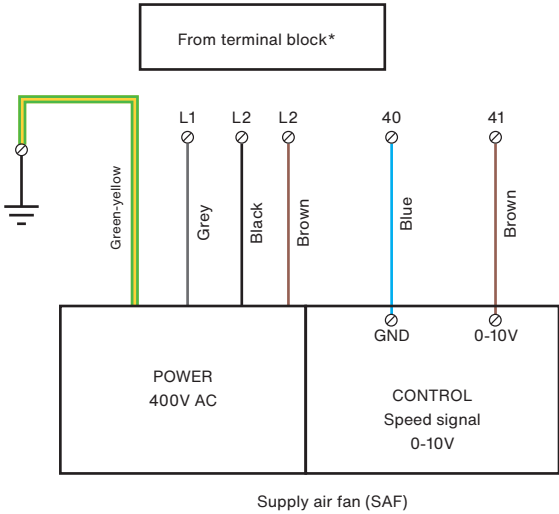 From terminal block*
L1
L2
L2
40
41
Green-yellow
Grey
Black
Brown
Blue
Brown
GND
0-10V
POWER
400V AC
CONTROL
Speed signal
0-10V
Supply air fan (SAF)